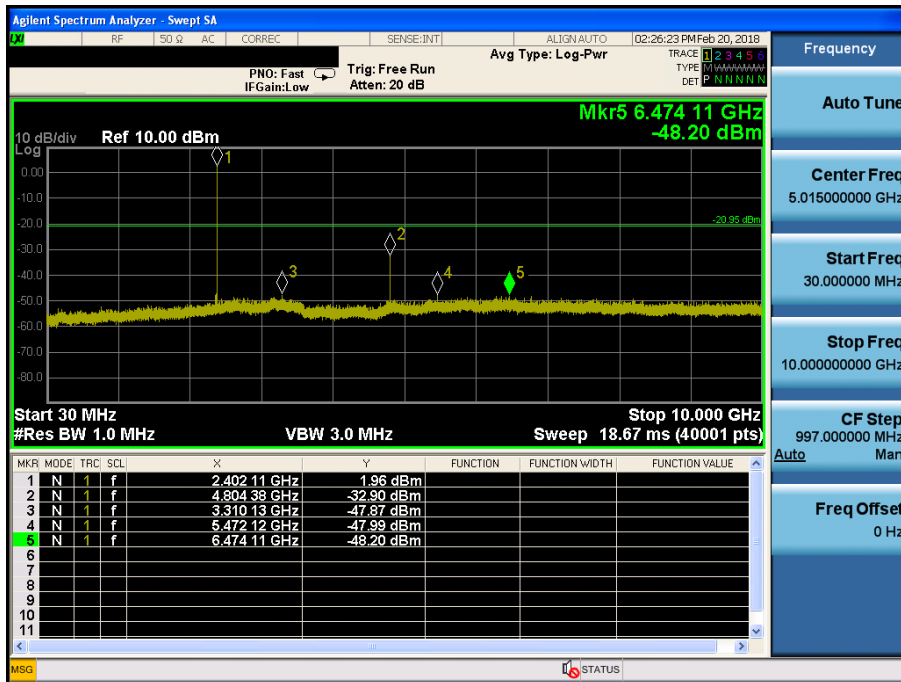 Agilent Spectrum Analyzer - Swept SA
LXI RF 50 Ω AC CORREC SENSE:INT ALIGNAUTO 02:26:23 PM Feb 20, 2018
PNO: Fast
IFGain:Low
Trig: Free Run
Atten: 20 dB
Avg Type: Log-Pwr
TRACE 1 2 3 4 5 6
TYPE M W W W W W
DET P N N N N N
Mkr5 6.474 11 GHz
-48.20 dBm
10 dB/div Ref 10.00 dBm
Log
0.00
-10.0
-20.0
-30.0
-40.0
-50.0
-60.0
-70.0
-80.0
1
2
3
4
5
-20.95 dBm
Start 30 MHz Stop 10.000 GHz
#Res BW 1.0 MHz VBW 3.0 MHz Sweep 18.67 ms (40001 pts)
MKR MODE TRC SCL X Y FUNCTION FUNCTION WIDTH FUNCTION VALUE
1 N 1 f 2.402 11 GHz 1.96 dBm
2 N 1 f 4.804 38 GHz -32.90 dBm
3 N 1 f 3.310 13 GHz -47.87 dBm
4 N 1 f 5.472 12 GHz -47.99 dBm
5 N 1 f 6.474 11 GHz -48.20 dBm
6
7
8
9
10
11
MSG STATUS
Frequency
Auto Tune
Center Freq
5.015000000 GHz
Start Freq
30.000000 MHz
Stop Freq
10.000000000 GHz
CF Step
997.000000 MHz
Auto Man
Freq Offset
0 Hz